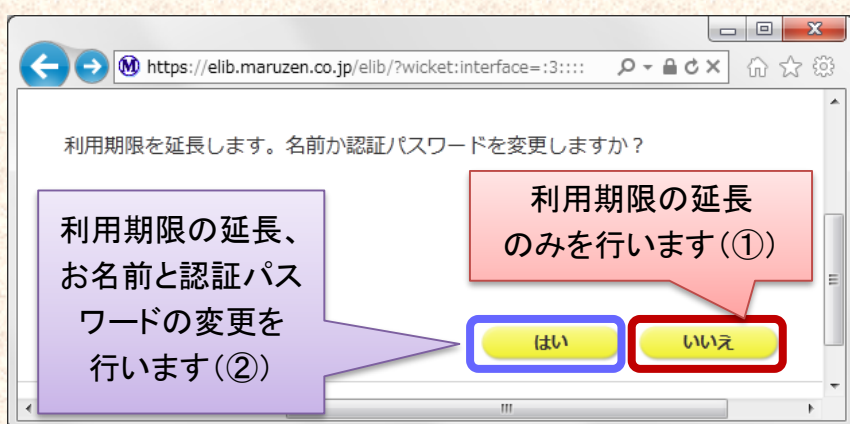 https://elib.maruzen.co.jp/elib/?wicket:interface=:3::::
利用期限を延長します。名前か認証パスワードを変更しますか?
利用期限の延長
のみを行います(①)
利用期限の延長、
お名前と認証パス
ワードの変更を
行います(②)
はい
いいえ